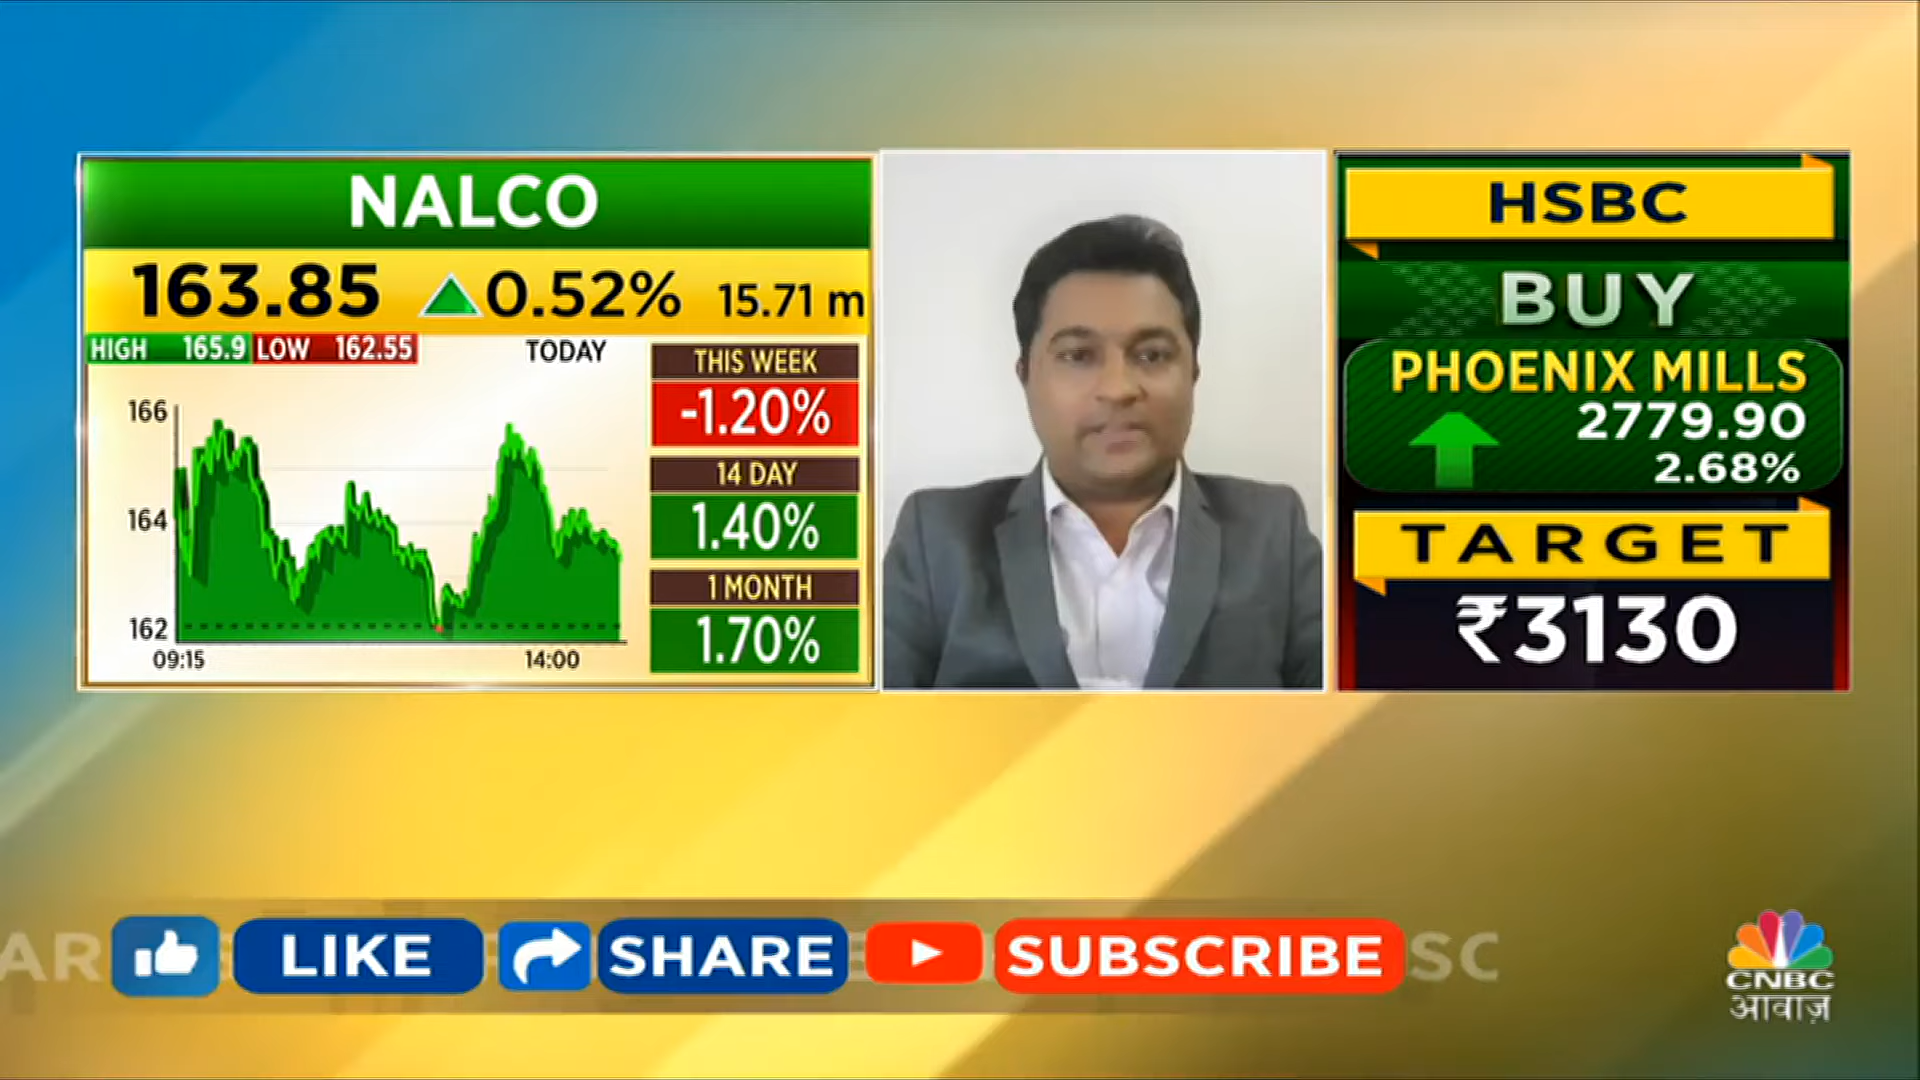 NALCO
163.85 0.52% 15.71 m
HIGH 165.9 LOW 162.55
TODAY
166
164
162
09:15 14:00
THIS WEEK
-1.20%
14 DAY
1.40%
1 MONTH
1.70%
HSBC
BUY
PHOENIX MILLS
2779.90
2.68%
TARGET
₹3130
LIKE SHARE SUBSCRIBE
CNBC
आवाज़